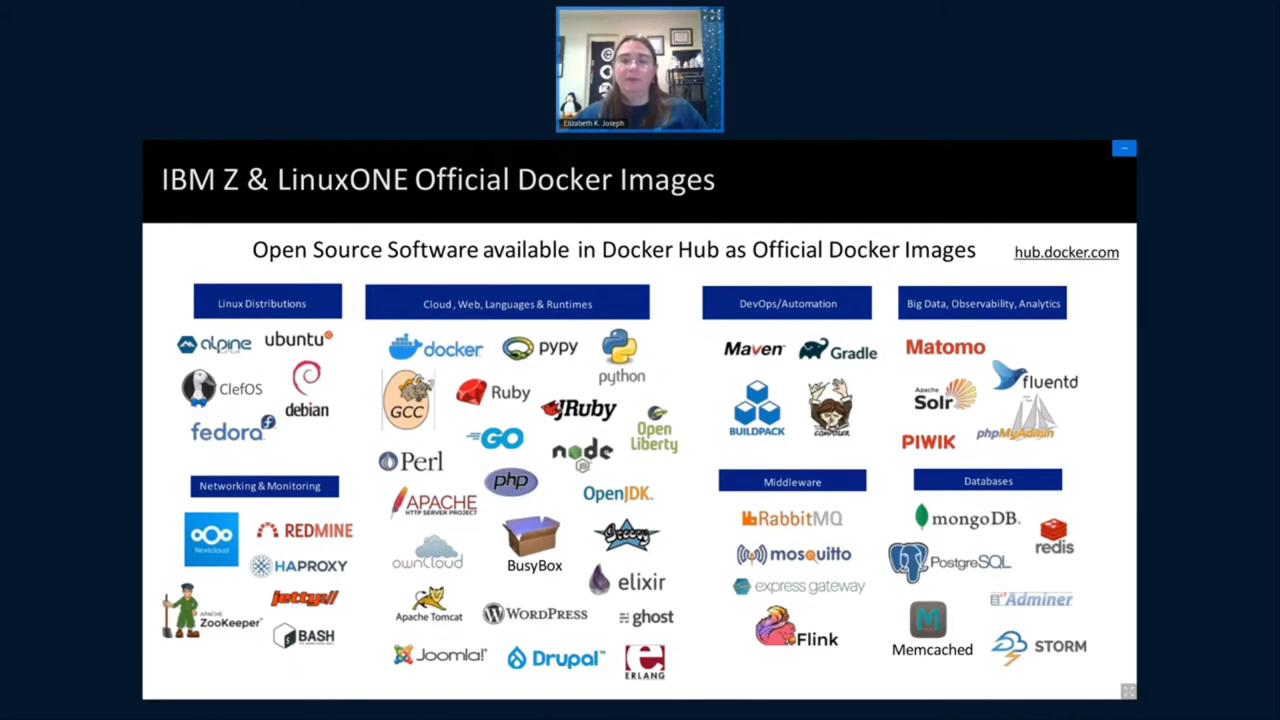 Elizabeth K. Joseph
IBM Z & LinuxONE Official Docker Images
Open Source Software available in Docker Hub as Official Docker Images
hub.docker.com
Linux Distributions
alpine
ubuntu
ClefOS
debian
fedora
Networking & Monitoring
Nextcloud
REDMINE
HAPROXY
jetty://
APACHE
ZooKeeper
BASH
Cloud, Web, Languages & Runtimes
docker
PYPY
python
GCC
Ruby
JRuby
Open
Liberty
GO
node
JS
Perl
php
OpenJDK
APACHE
HTTP SERVER PROJECT
Groovy
ownCloud
BusyBox
elixir
Apache Tomcat
WORDPRESS
ghost
Joomla!
Drupal
ERLANG
DevOps/Automation
Maven
Gradle
BUILDPACK
COMPOSER
Middleware
RabbitMQ
mosquitto
express gateway
Flink
Big Data, Observability, Analytics
Matomo
fluentd
Apache
Solr
PIWIK
phpMyAdmin
Databases
mongoDB
redis
PostgreSQL
Adminer
M
Memcached
STORM